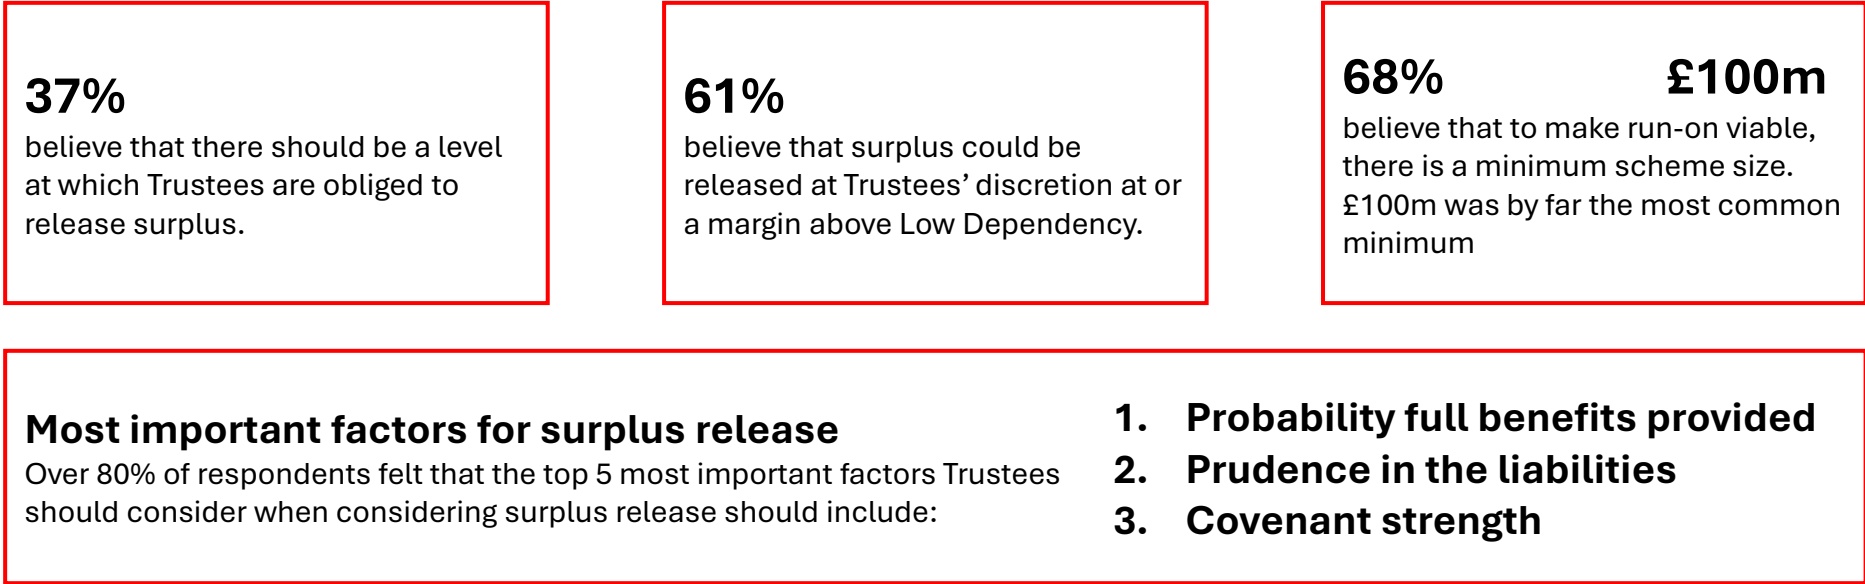 37%
believe that there should be a level
at which Trustees are obliged to
release surplus.
61%
believe that surplus could be
released at Trustees’ discretion at or
a margin above Low Dependency.
68% £100m
believe that to make run-on viable,
there is a minimum scheme size.
£100m was by far the most common
minimum
Most important factors for surplus release
Over 80% of respondents felt that the top 5 most important factors Trustees
should consider when considering surplus release should include:
1. Probability full benefits provided
2. Prudence in the liabilities
3. Covenant strength